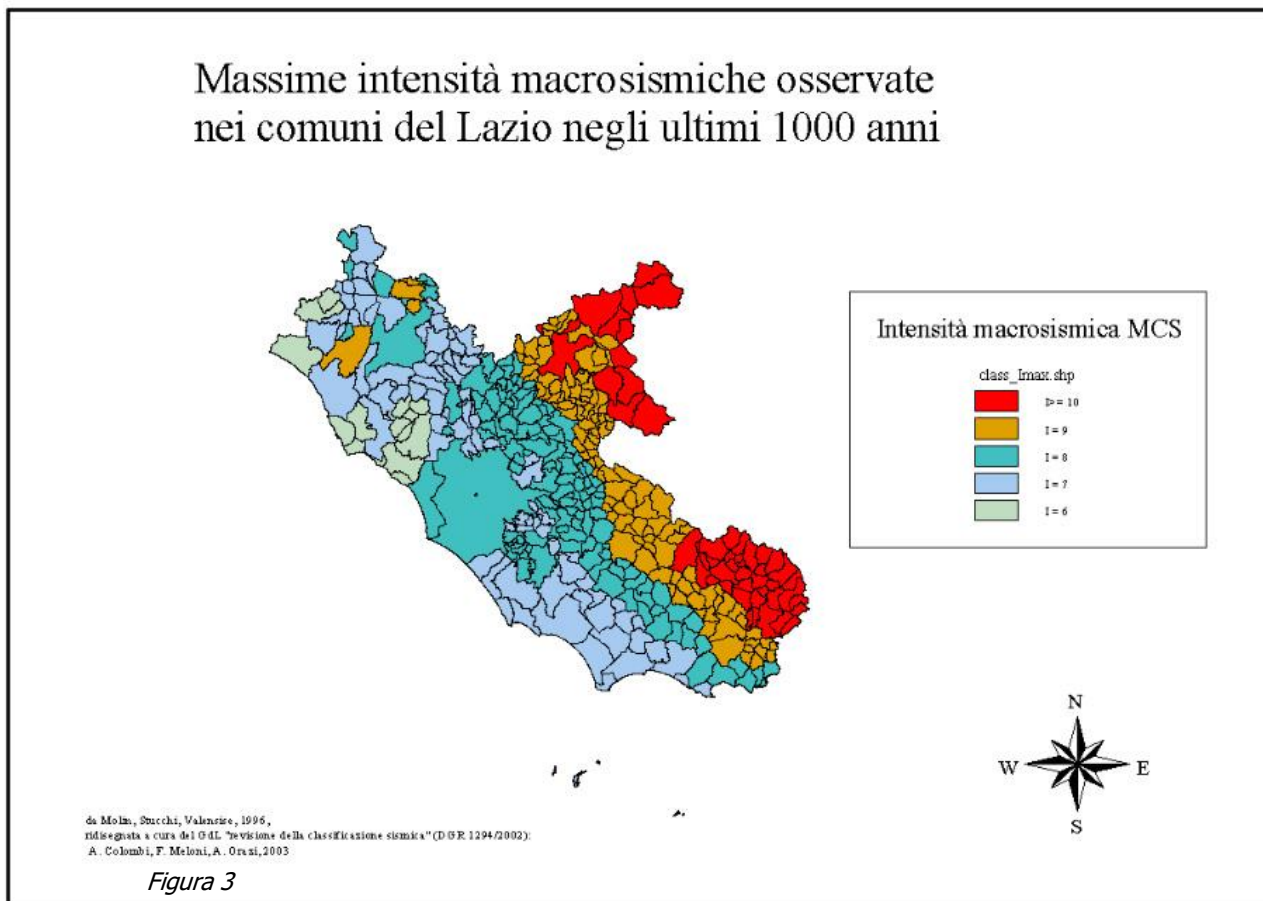 Massime intensità macrosismiche osservate
nei comuni del Lazio negli ultimi 1000 anni
Intensità macrosismica MCS
class_Imax.shp
I>= 10
I = 9
I = 8
I = 7
I = 6
N
W
E
S
da Molin, Stucchi, Valensise, 1996,
ridisegnata a cura del GdL "revisione della classificazione sismica" (DGR 1294/2002):
A. Colombi, F. Meloni, A. Orazi, 2003
Figura 3